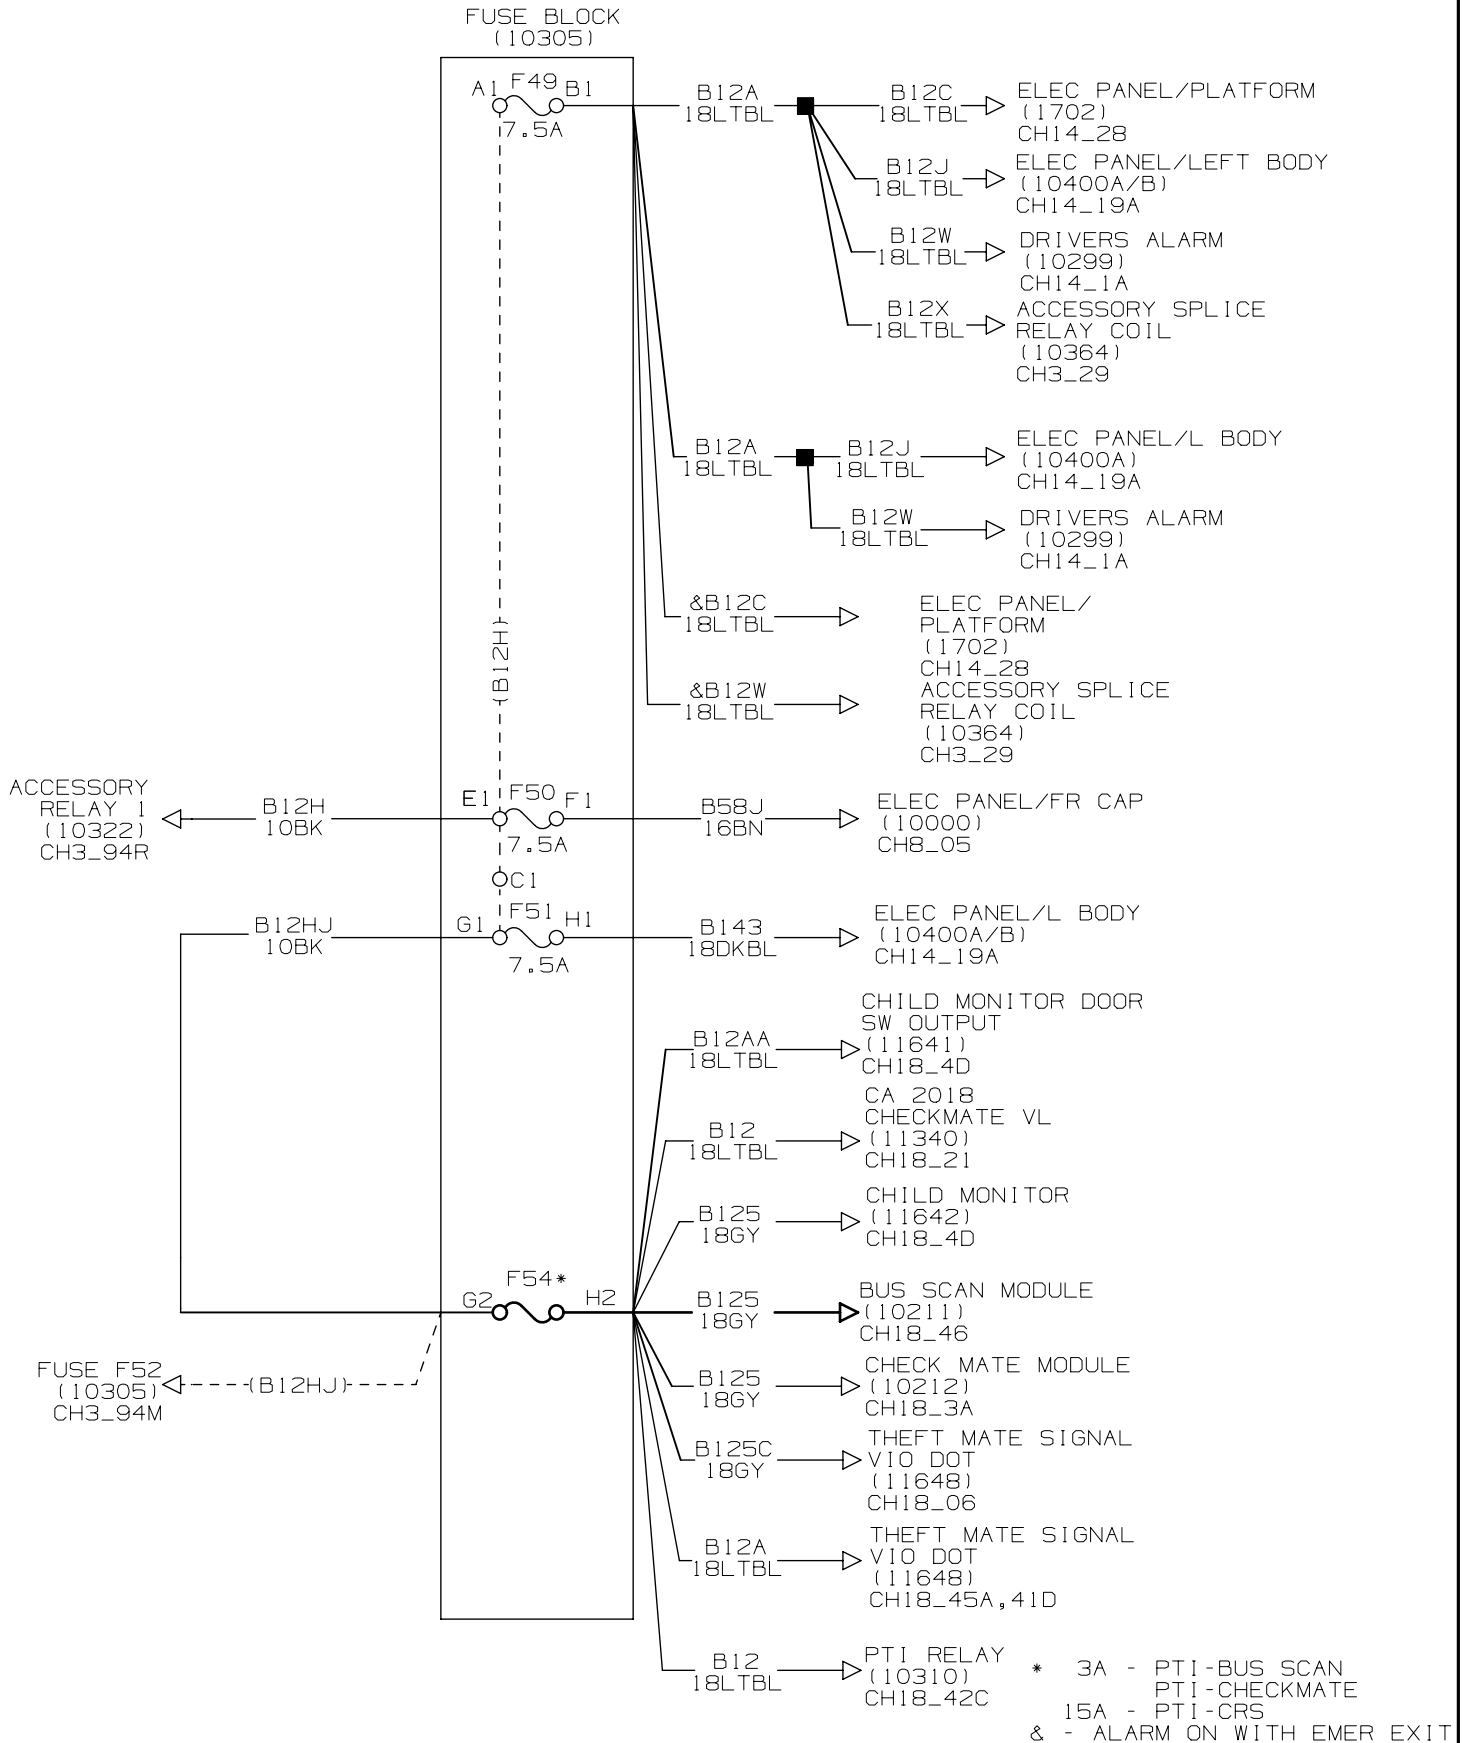 FUSE BLOCK
(10305)
A1 F49 B1
7.5A
B12A
18LTBL
B12C
18LTBL
ELEC PANEL/PLATFORM
(1702)
CH14_28
B12J
18LTBL
ELEC PANEL/LEFT BODY
(10400A/B)
CH14_19A
B12W
18LTBL
DRIVERS ALARM
(10299)
CH14_1A
B12X
18LTBL
ACCESSORY SPLICE
RELAY COIL
(10364)
CH3_29
B12A
18LTBL
B12J
18LTBL
ELEC PANEL/L BODY
(10400A)
CH14_19A
B12W
18LTBL
DRIVERS ALARM
(10299)
CH14_1A
&B12C
18LTBL
ELEC PANEL/
PLATFORM
(1702)
CH14_28
(B12H)
&B12W
18LTBL
ACCESSORY SPLICE
RELAY COIL
(10364)
CH3_29
ACCESSORY
RELAY 1
(10322)
CH3_94R
B12H
10BK
E1 F50 F1
7.5A
B58J
16BN
ELEC PANEL/FR CAP
(10000)
CH8_05
C1
B12HJ
10BK
G1 F51 H1
7.5A
B143
18DKBL
ELEC PANEL/L BODY
(10400A/B)
CH14_19A
B12AA
18LTBL
CHILD MONITOR DOOR
SW OUTPUT
(11641)
CH18_4D
B12
18LTBL
CA 2018
CHECKMATE VL
(11340)
CH18_21
B125
18GY
CHILD MONITOR
(11642)
CH18_4D
G2 F54* H2
B125
18GY
BUS SCAN MODULE
(10211)
CH18_46
FUSE F52
(10305)
CH3_94M
(B12HJ)
B125
18GY
CHECK MATE MODULE
(10212)
CH18_3A
B125C
18GY
THEFT MATE SIGNAL
VIO DOT
(11648)
CH18_06
B12A
18LTBL
THEFT MATE SIGNAL
VIO DOT
(11648)
CH18_45A,41D
B12
18LTBL
PTI RELAY
(10310)
CH18_42C
* 3A - PTI-BUS SCAN
PTI-CHECKMATE
15A - PTI-CRS
& - ALARM ON WITH EMER EXIT